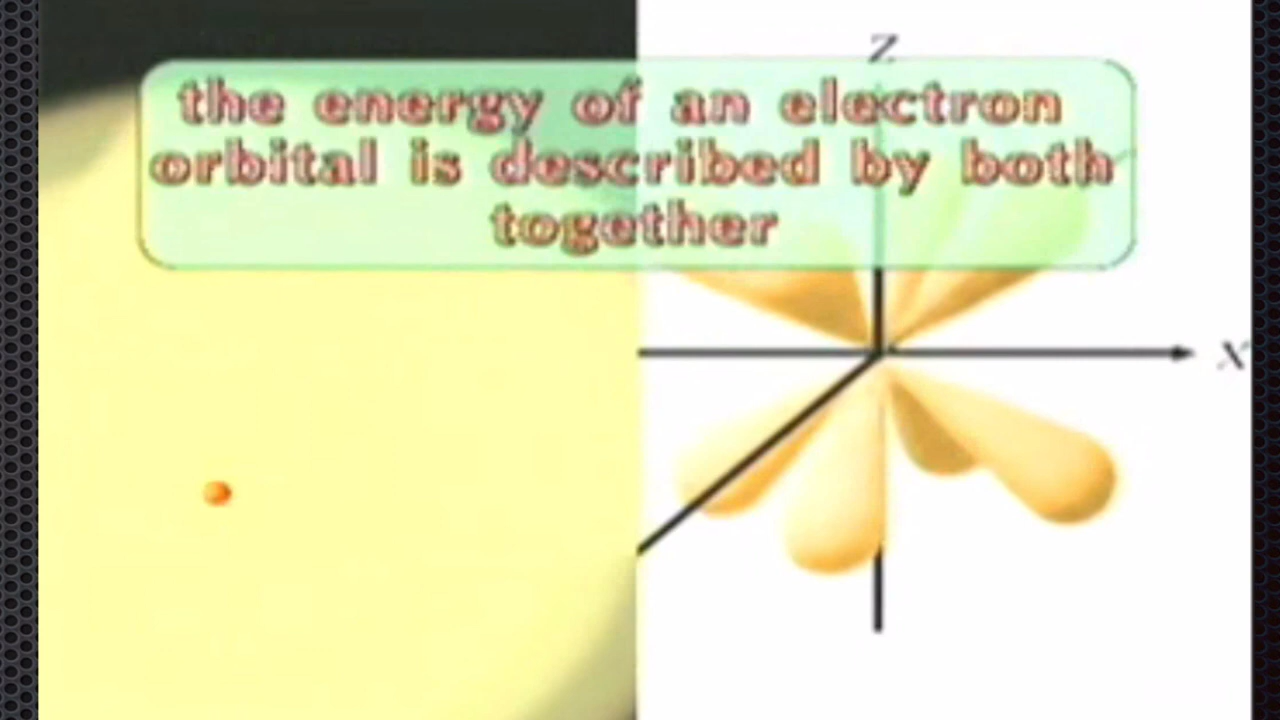 Z
the energy of an electron
orbital is described by both
together
X